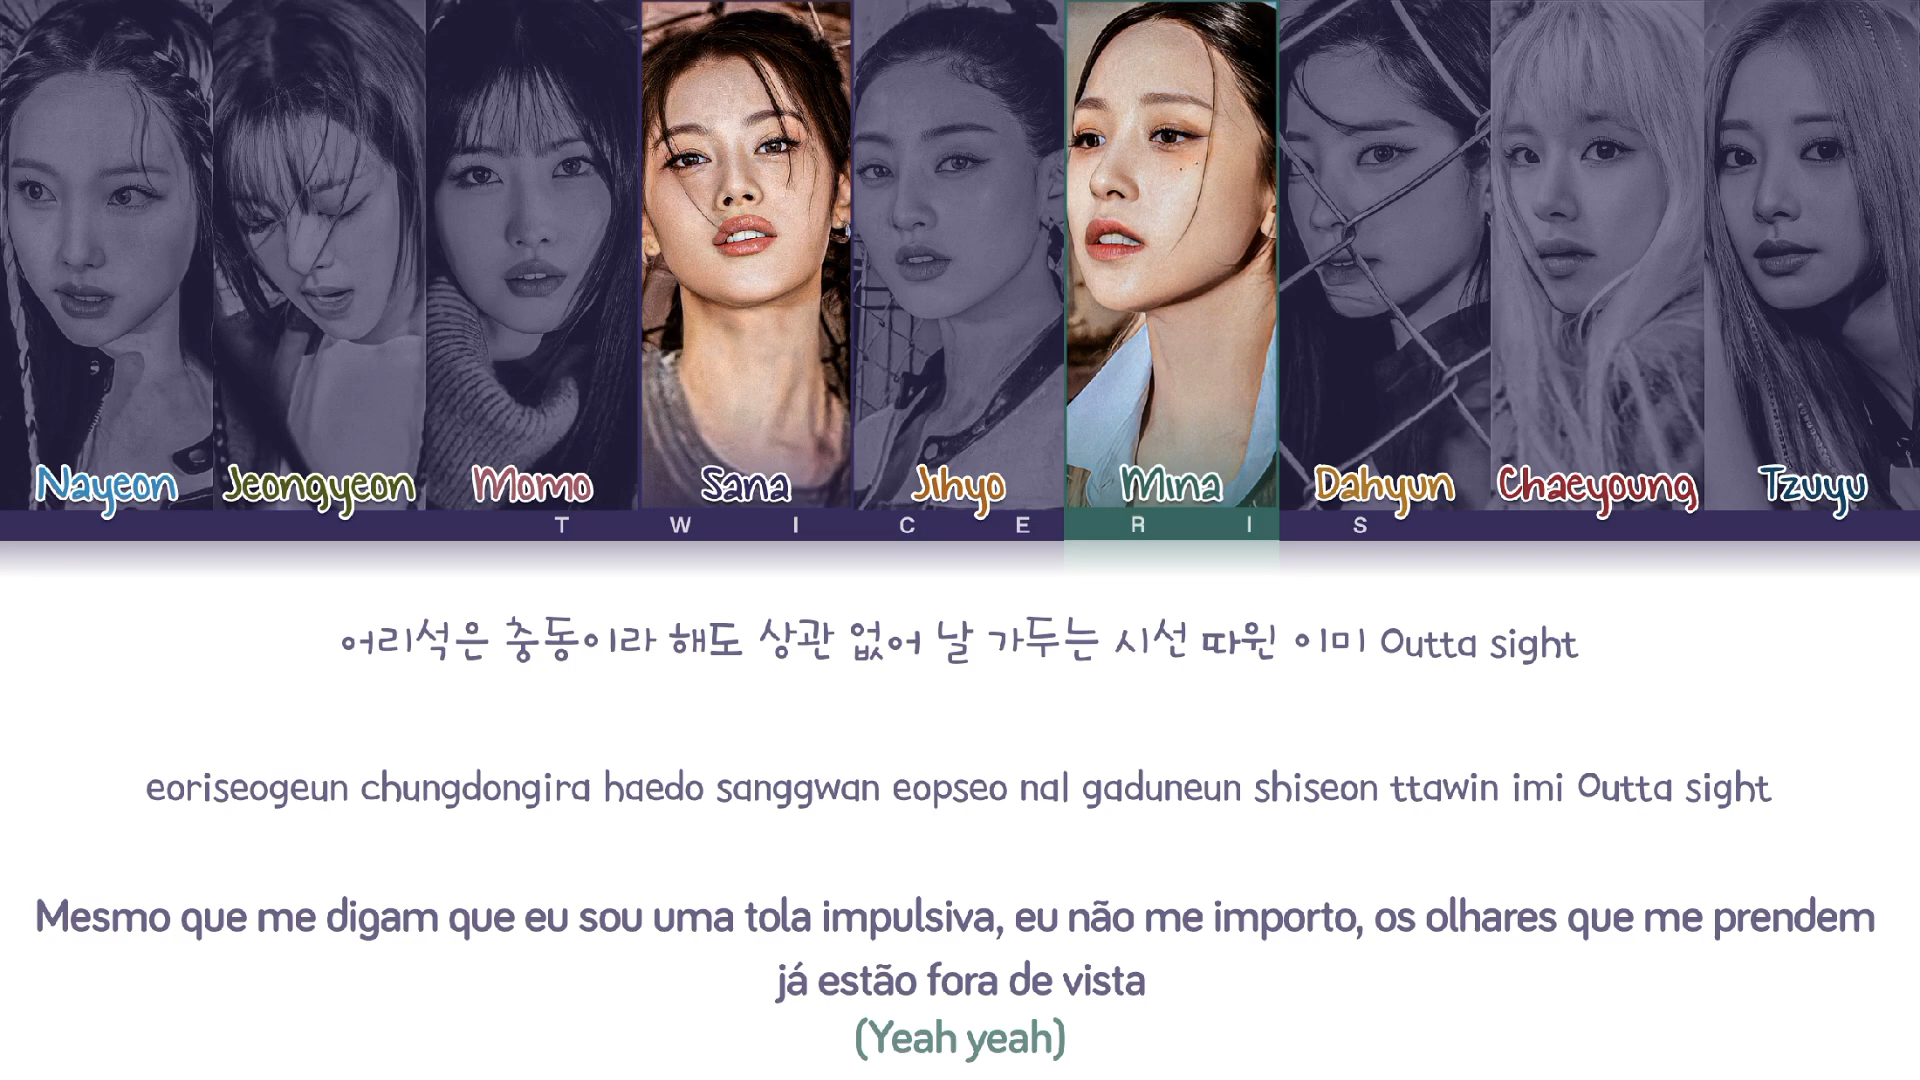 Nayeon Jeongyeon Momo Sana Jihyo Mina Dahyun Chaeyoung Tzuyu
T W I C E R I S
어리석은 충동이라 해도 상관 없어 날 가두는 시선 따윈 이미 Outta sight
eoriseogeun chungdongira haedo sanggwan eopseo nal gaduneun shiseon ttawin imi Outta sight
Mesmo que me digam que eu sou uma tola impulsiva, eu não me importo, os olhares que me prendem
já estão fora de vista
(Yeah yeah)